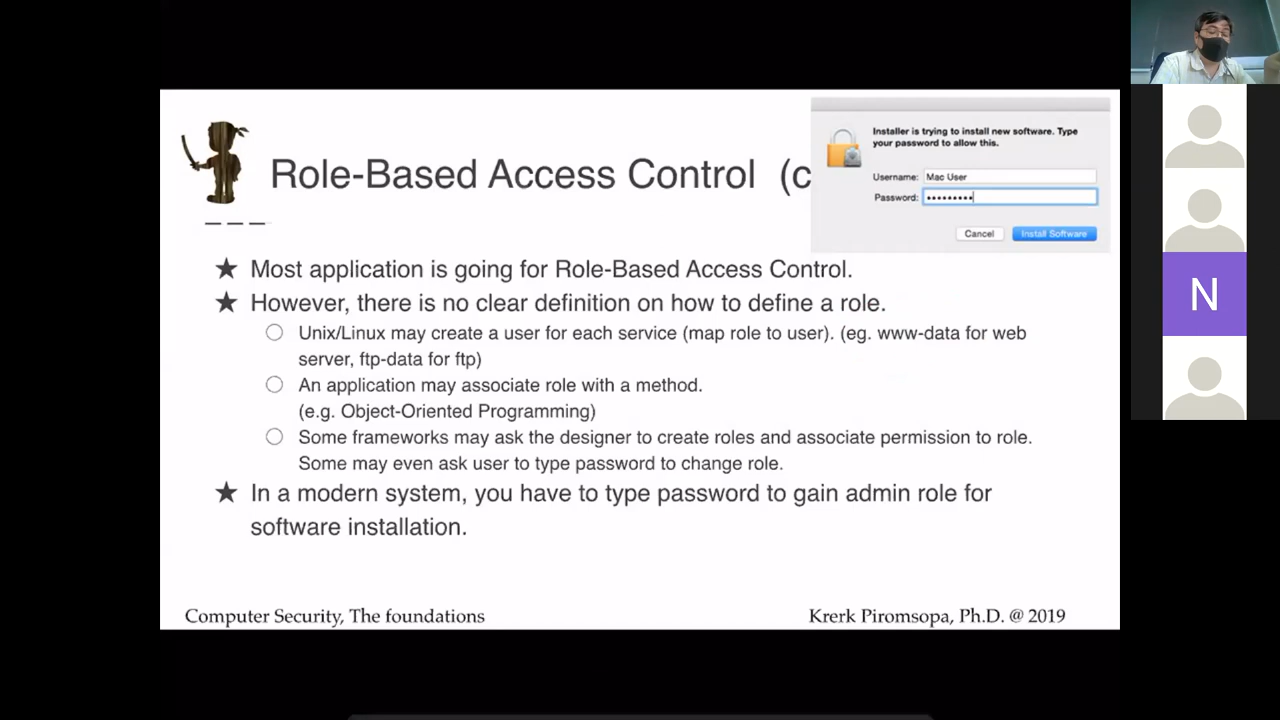 Role-Based Access Control (c
Installer is trying to install new software. Type
your password to allow this.
Username: Mac User
Password: •••••••••
Cancel
Install Software
★ Most application is going for Role-Based Access Control.
★ However, there is no clear definition on how to define a role.
○ Unix/Linux may create a user for each service (map role to user). (eg. www-data for web
server, ftp-data for ftp)
○ An application may associate role with a method.
(e.g. Object-Oriented Programming)
○ Some frameworks may ask the designer to create roles and associate permission to role.
Some may even ask user to type password to change role.
★ In a modern system, you have to type password to gain admin role for
software installation.
Computer Security, The foundations
Krerk Piromsopa, Ph.D. @ 2019
N